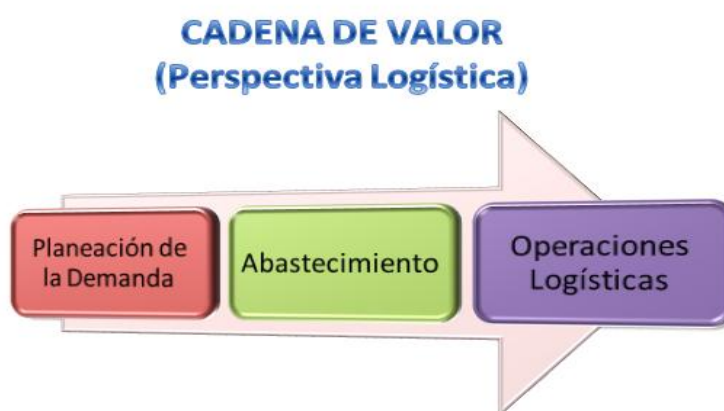 CADENA DE VALOR
(Perspectiva Logística)
Planeación de
la Demanda
Abastecimiento
Operaciones
Logísticas